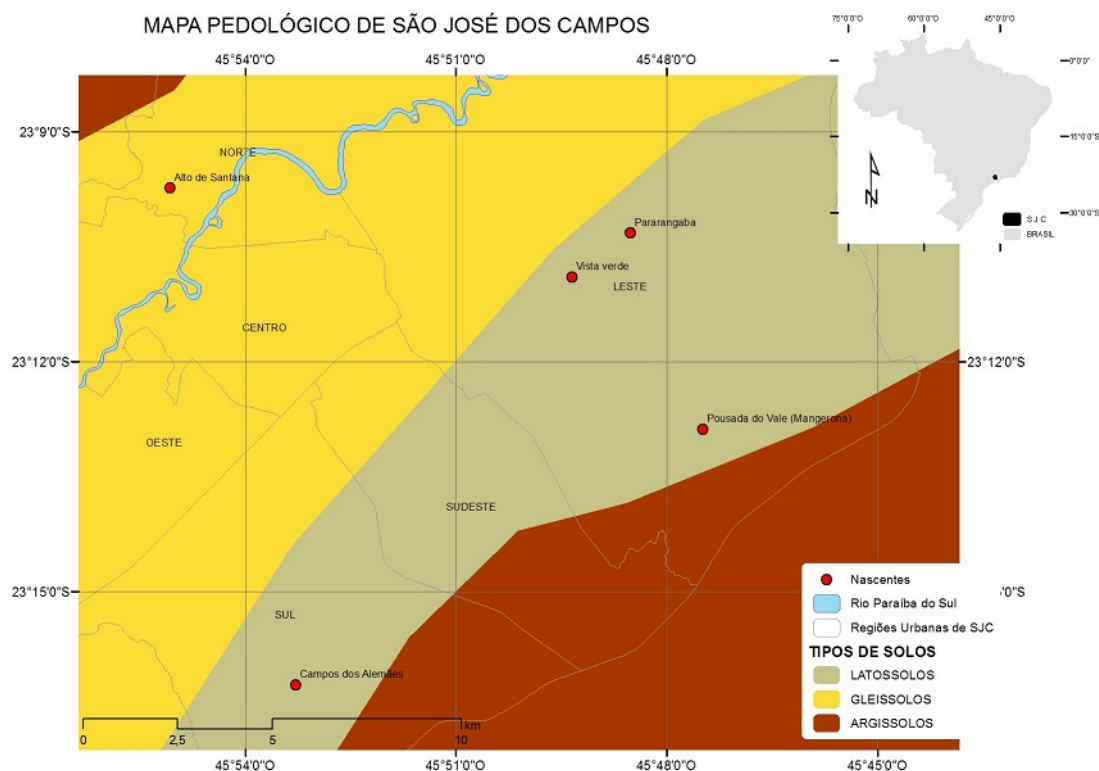 MAPA PEDOLÓGICO DE SÃO JOSÉ DOS CAMPOS
75°0'0"O 60°0'0"O 45°0'0"O
45°54'0"O 45°51'0"O 45°48'0"O
0°0'0"
23°9'0"S
15°0'0"S
NORTE
Alto de Santana
N
30°0'0"S
S J C
BRASIL
Pararangaba
Vista verde
LESTE
CENTRO
23°12'0"S 23°12'0"S
Pousada do Vale (Mangerona)
OESTE
SUDESTE
23°15'0"S 5'0"S
SUL
Campos dos Alemães
Nascentes
Rio Paraíba do Sul
Regiões Urbanas de SJC
TIPOS DE SOLOS
LATOSSOLOS
GLEISSOLOS
ARGISSOLOS
km
0 2,5 5 10
45°54'0"O 45°51'0"O 45°48'0"O 45°45'0"O